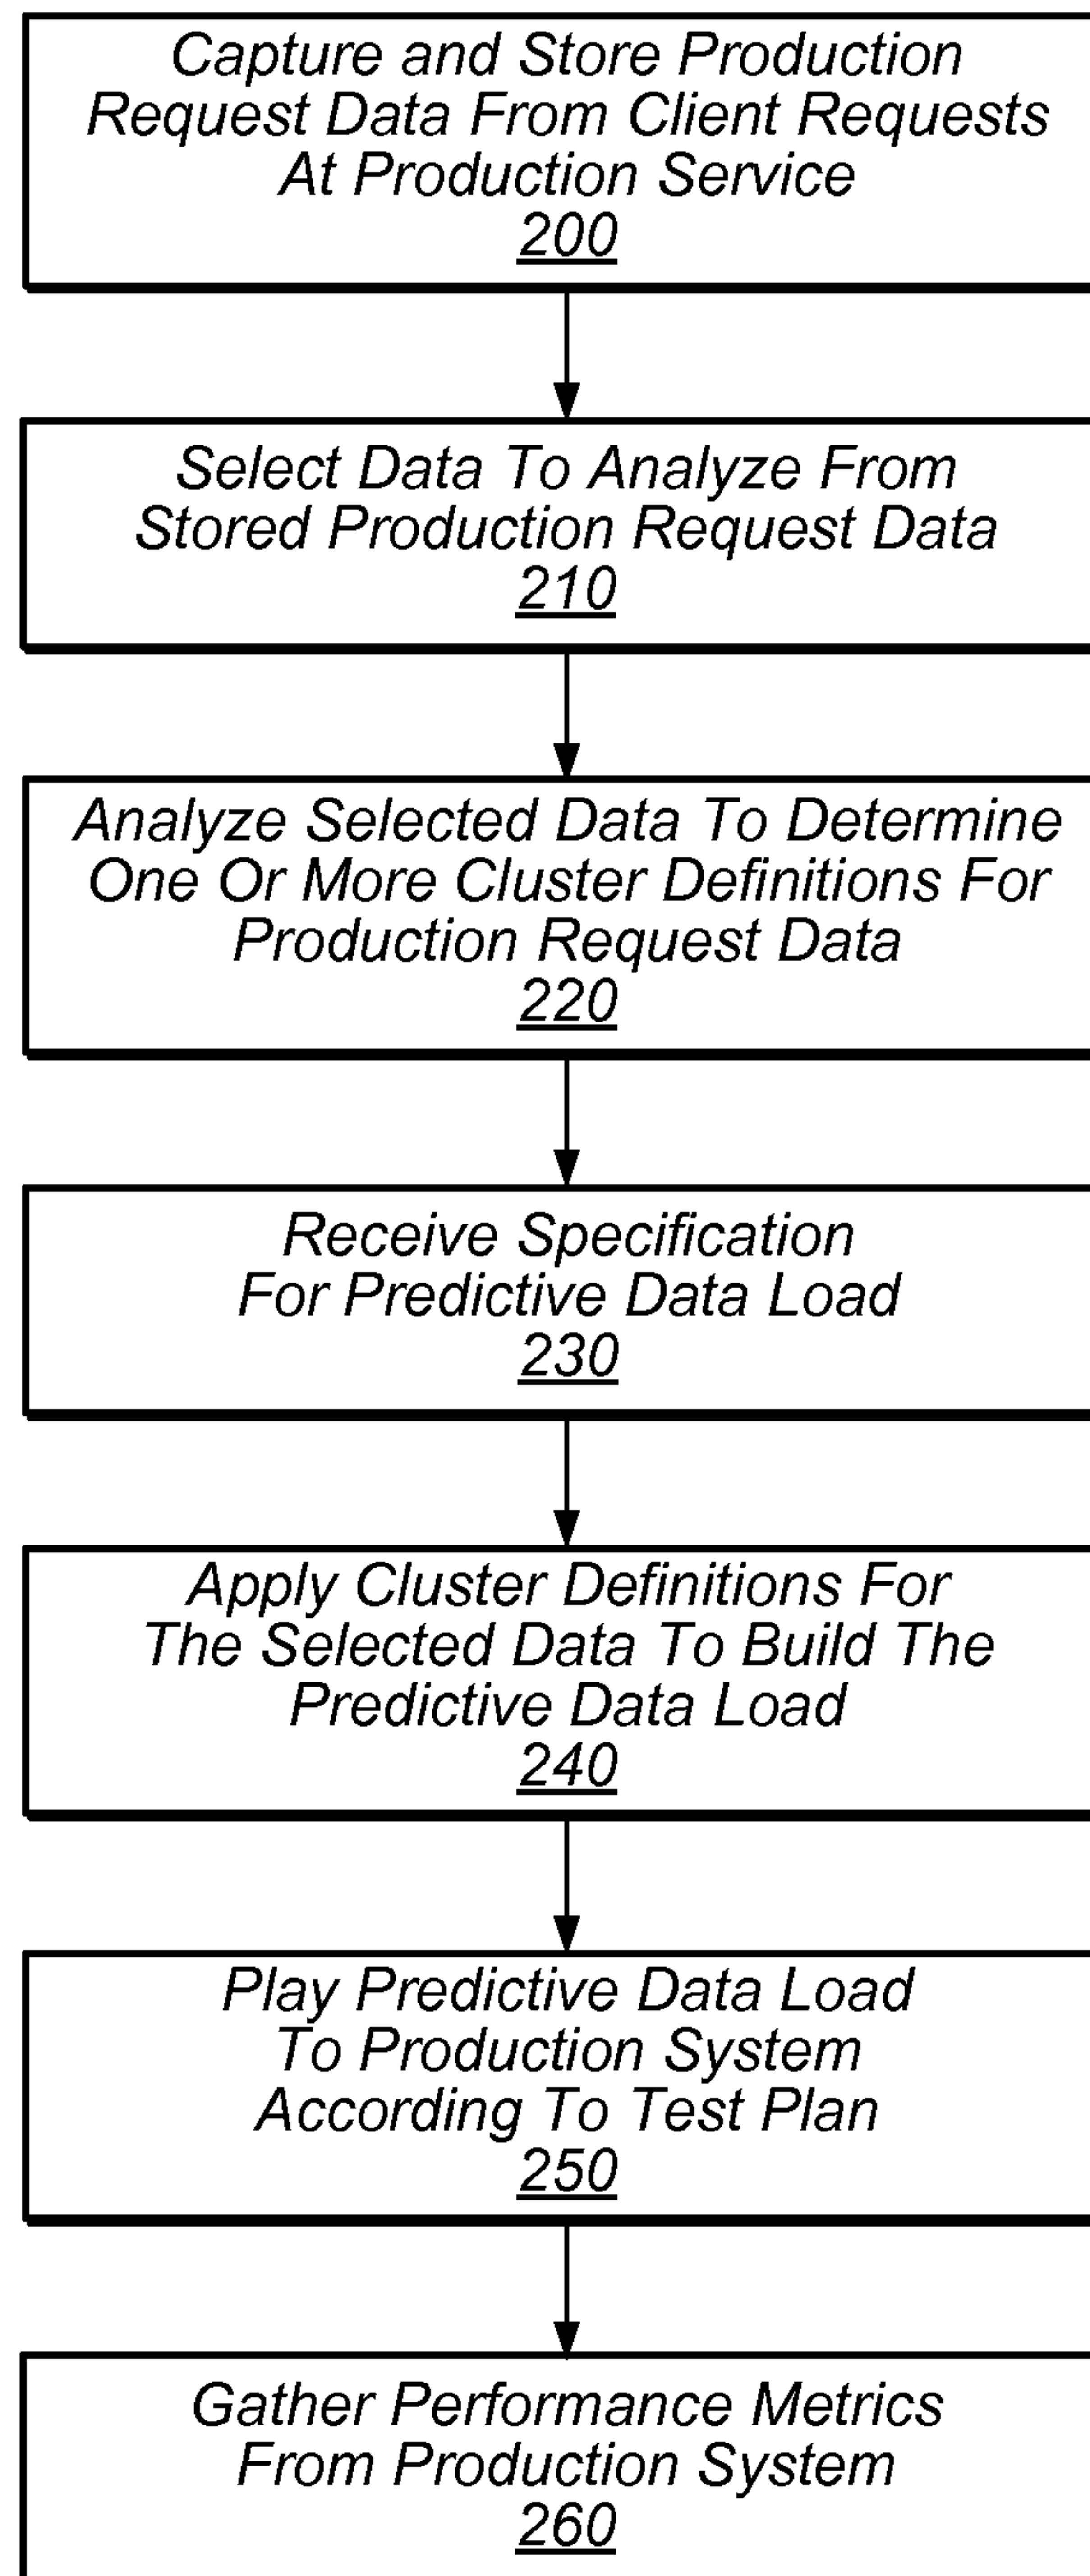 Capture and Store Production
Request Data From Client Requests
At Production Service
200
Select Data To Analyze From
Stored Production Request Data
210
Analyze Selected Data To Determine
One Or More Cluster Definitions For
Production Request Data
220
Receive Specification
For Predictive Data Load
230
Apply Cluster Definitions For
The Selected Data To Build The
Predictive Data Load
240
Play Predictive Data Load
To Production System
According To Test Plan
250
Gather Performance Metrics
From Production System
260